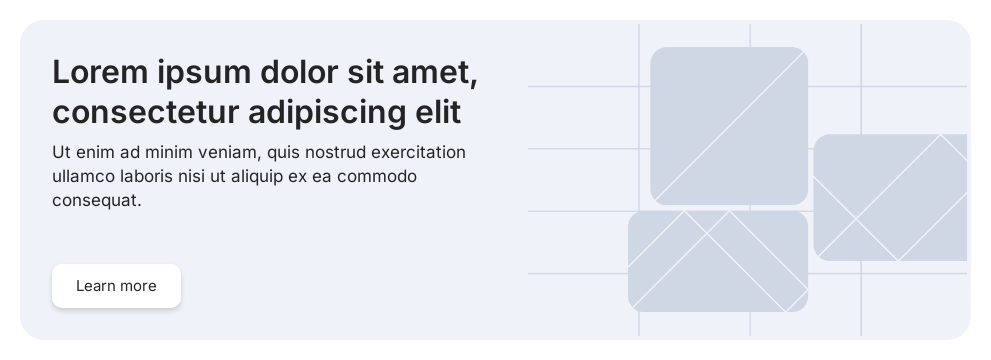 Lorem ipsum dolor sit amet,
consectetur adipiscing elit
Ut enim ad minim veniam, quis nostrud exercitation
ullamco laboris nisi ut aliquip ex ea commodo
consequat.
Learn more